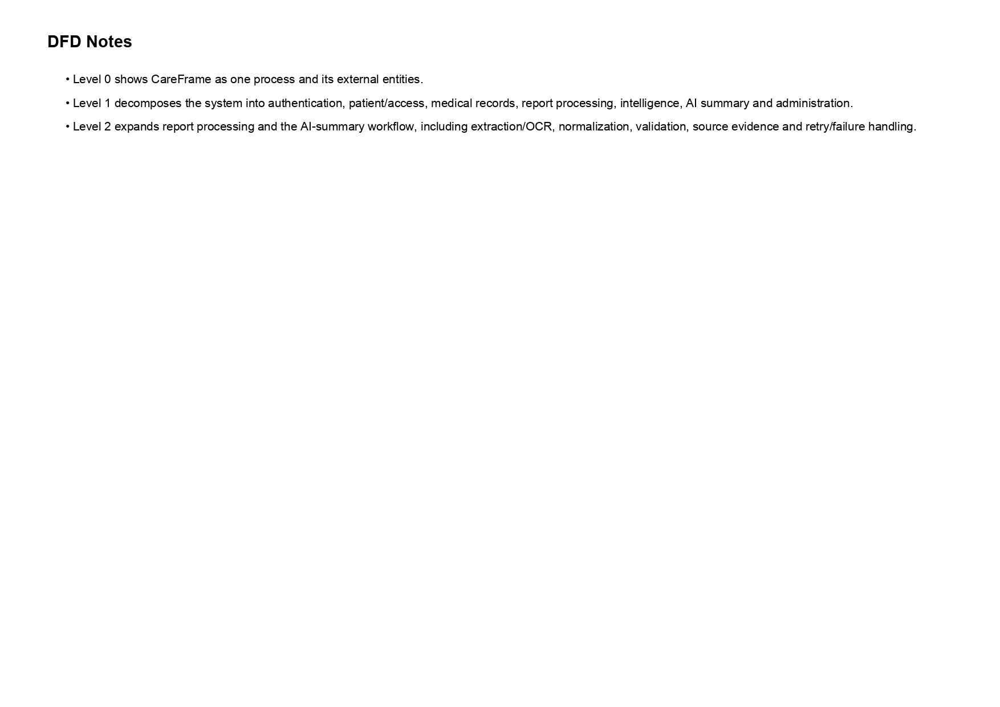 DFD Notes
• Level 0 shows CareFrame as one process and its external entities.
• Level 1 decomposes the system into authentication, patient/access, medical records, report processing, intelligence, AI summary and administration.
• Level 2 expands report processing and the AI-summary workflow, including extraction/OCR, normalization, validation, source evidence and retry/failure handling.